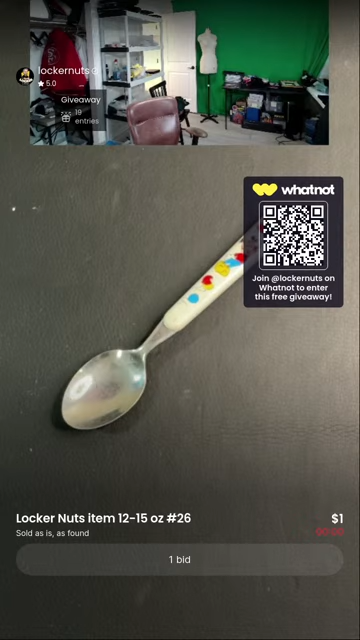 lockernuts
★ 5.0
Giveaway
19
entries
whatnot
Join @lockernuts on
Whatnot to enter
this free giveaway!
Locker Nuts item 12-15 oz #26
$1
Sold as is, as found
1 bid